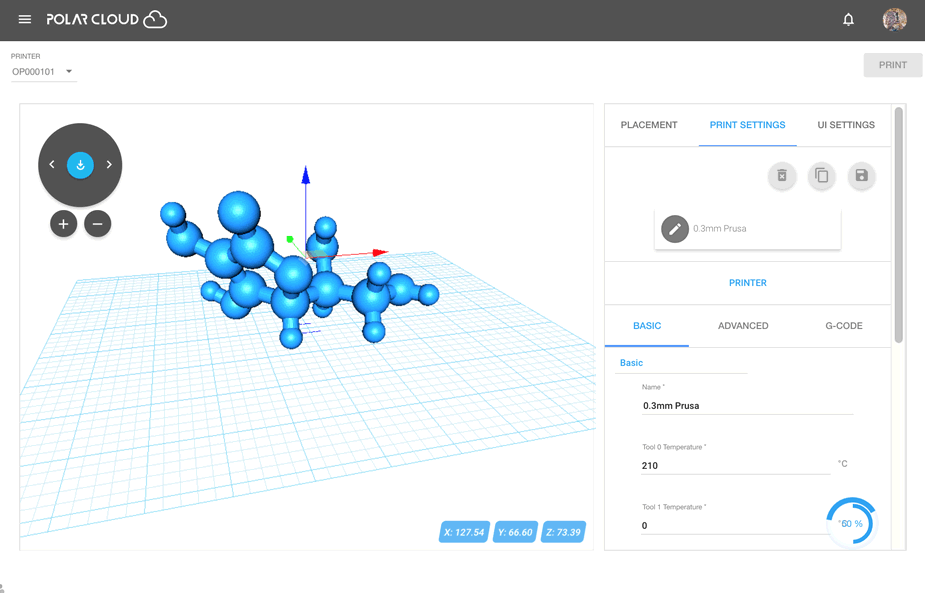 POLAR CLOUD
PRINTER
OP000101
PRINT
PLACEMENT
PRINT SETTINGS
UI SETTINGS
0.3mm Prusa
PRINTER
BASIC
ADVANCED
G-CODE
Basic
Name *
0.3mm Prusa
Tool 0 Temperature *
210
°C
Tool 1 Temperature *
0
60 %
X: 127.54
Y: 66.60
Z: 73.39